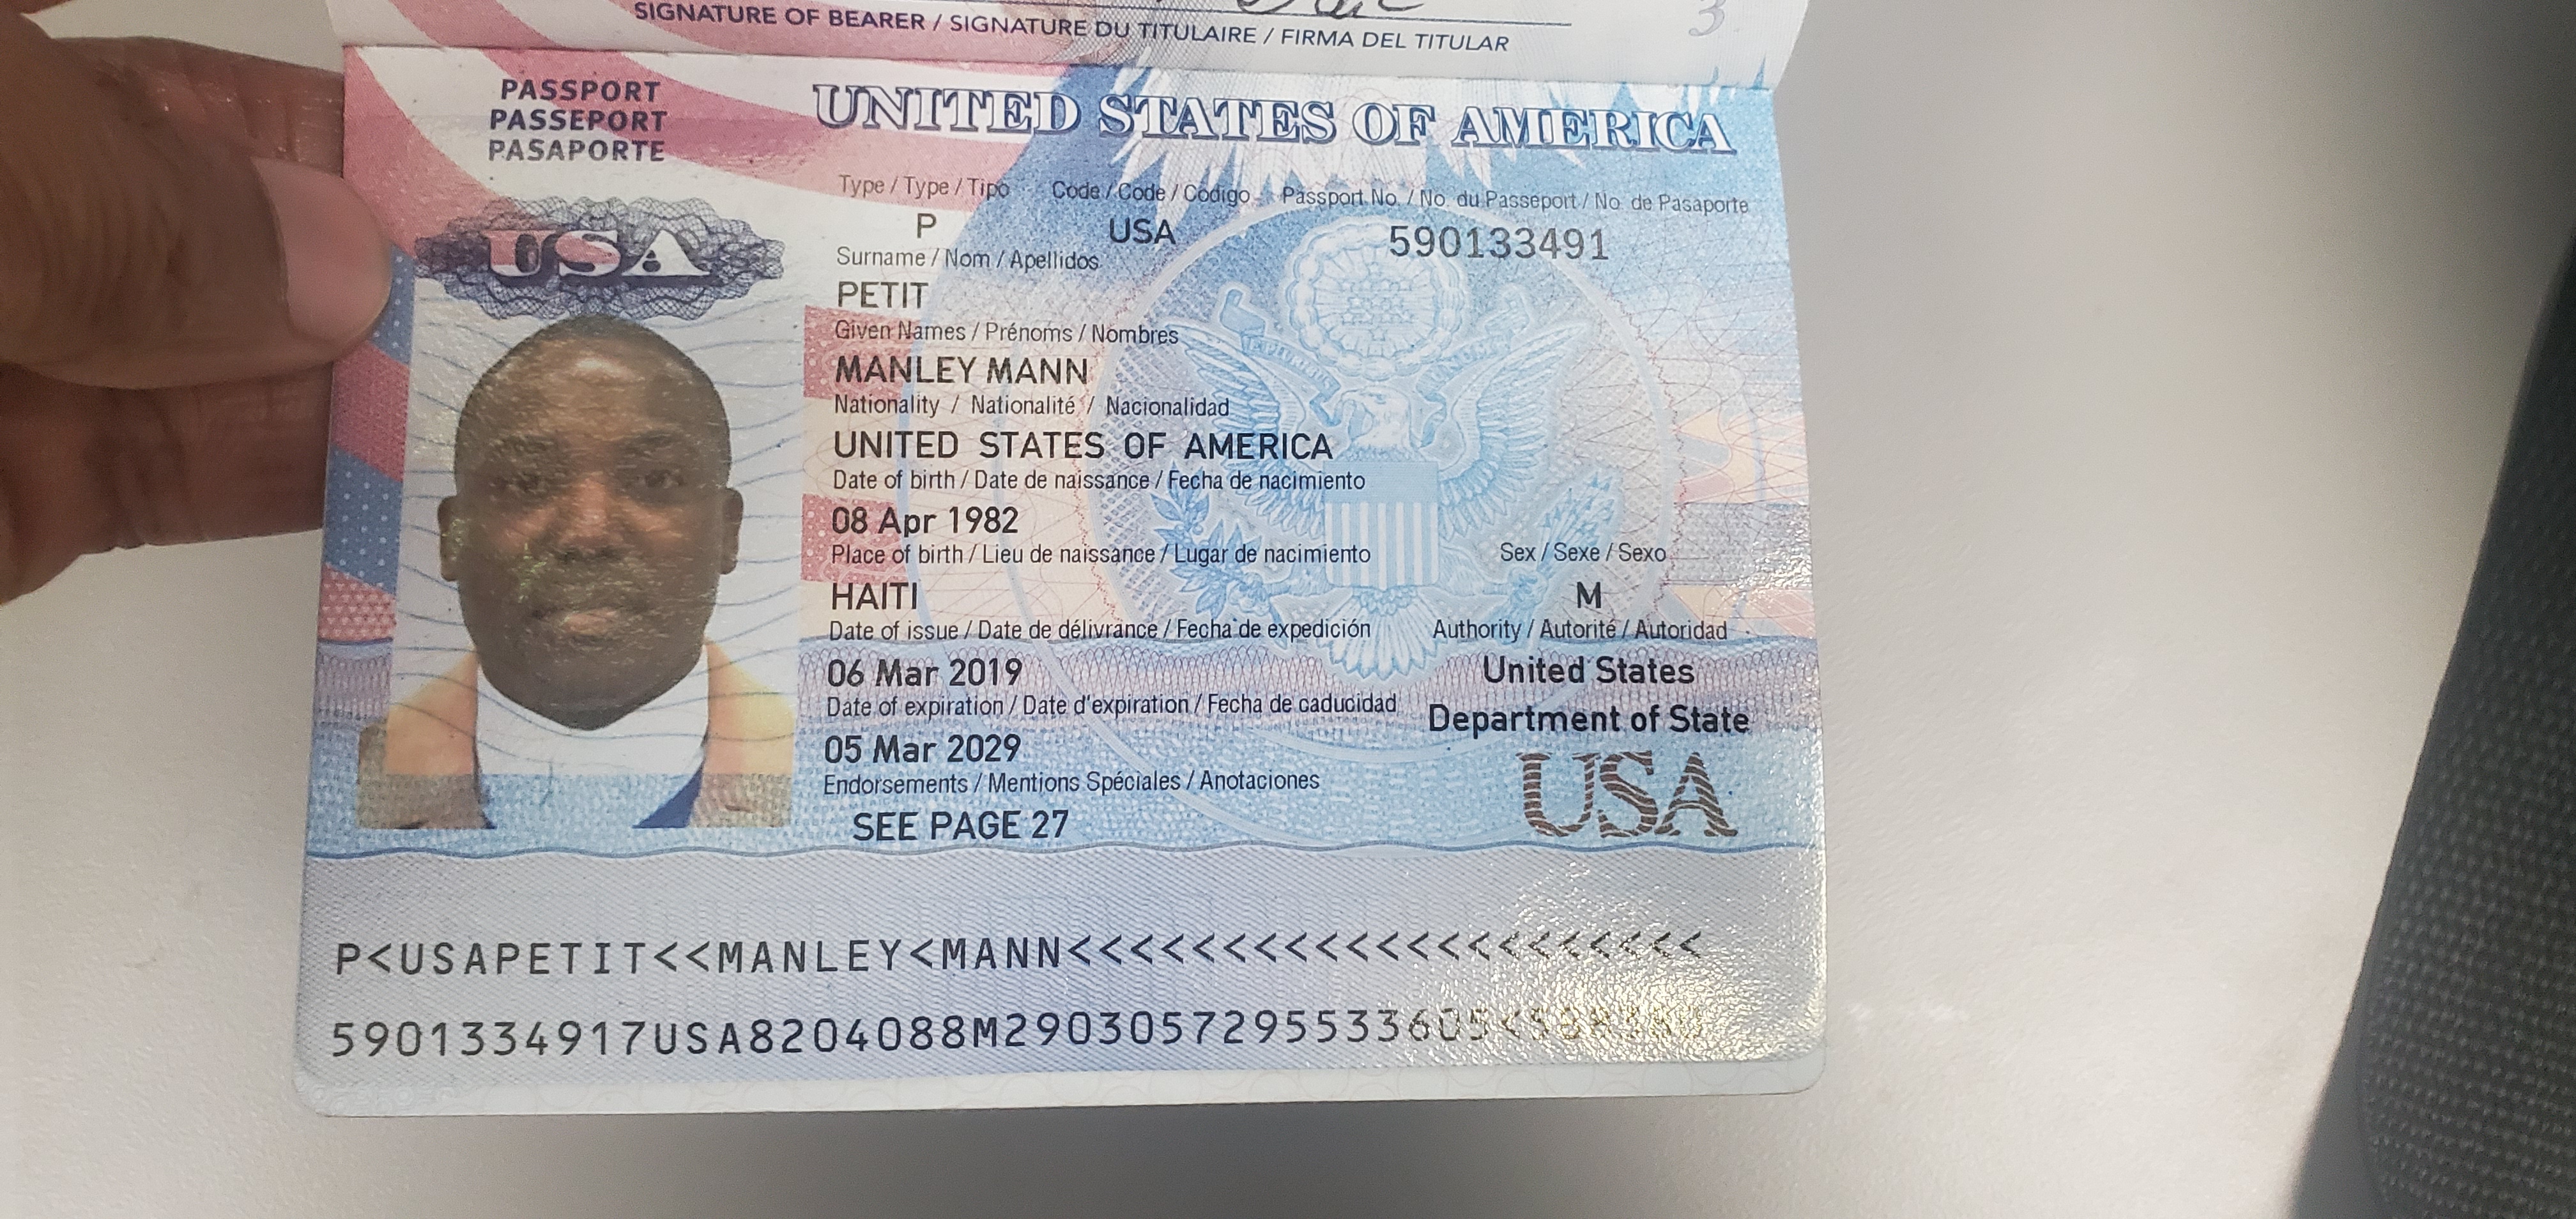 SIGNATURE OF BEARER / SIGNATURE DU TITULAIRE / FIRMA DEL TITULAR
3
PASSPORT
PASSEPORT
PASAPORTE
UNITED STATES OF AMERICA
USA
Type / Type / Tipo Code / Code / Código Passport No. / No. du Passeport / No. de Pasaporte
P USA 590133491
Surname / Nom / Apellidos
PETIT
Given Names / Prénoms / Nombres
MANLEY MANN
Nationality / Nationalité / Nacionalidad
UNITED STATES OF AMERICA
Date of birth / Date de naissance / Fecha de nacimiento
08 Apr 1982
Place of birth / Lieu de naissance / Lugar de nacimiento Sex / Sexe / Sexo
HAITI M
Date of issue / Date de délivrance / Fecha de expedición Authority / Autorité / Autoridad
06 Mar 2019 United States
Date of expiration / Date d'expiration / Fecha de caducidad Department of State
05 Mar 2029
Endorsements / Mentions Spéciales / Anotaciones
SEE PAGE 27
USA
P<USAPETIT<<MANLEY<MANN<<<<<<<<<<<<<<<<<<<<
5901334917USA8204088M2903057295533605